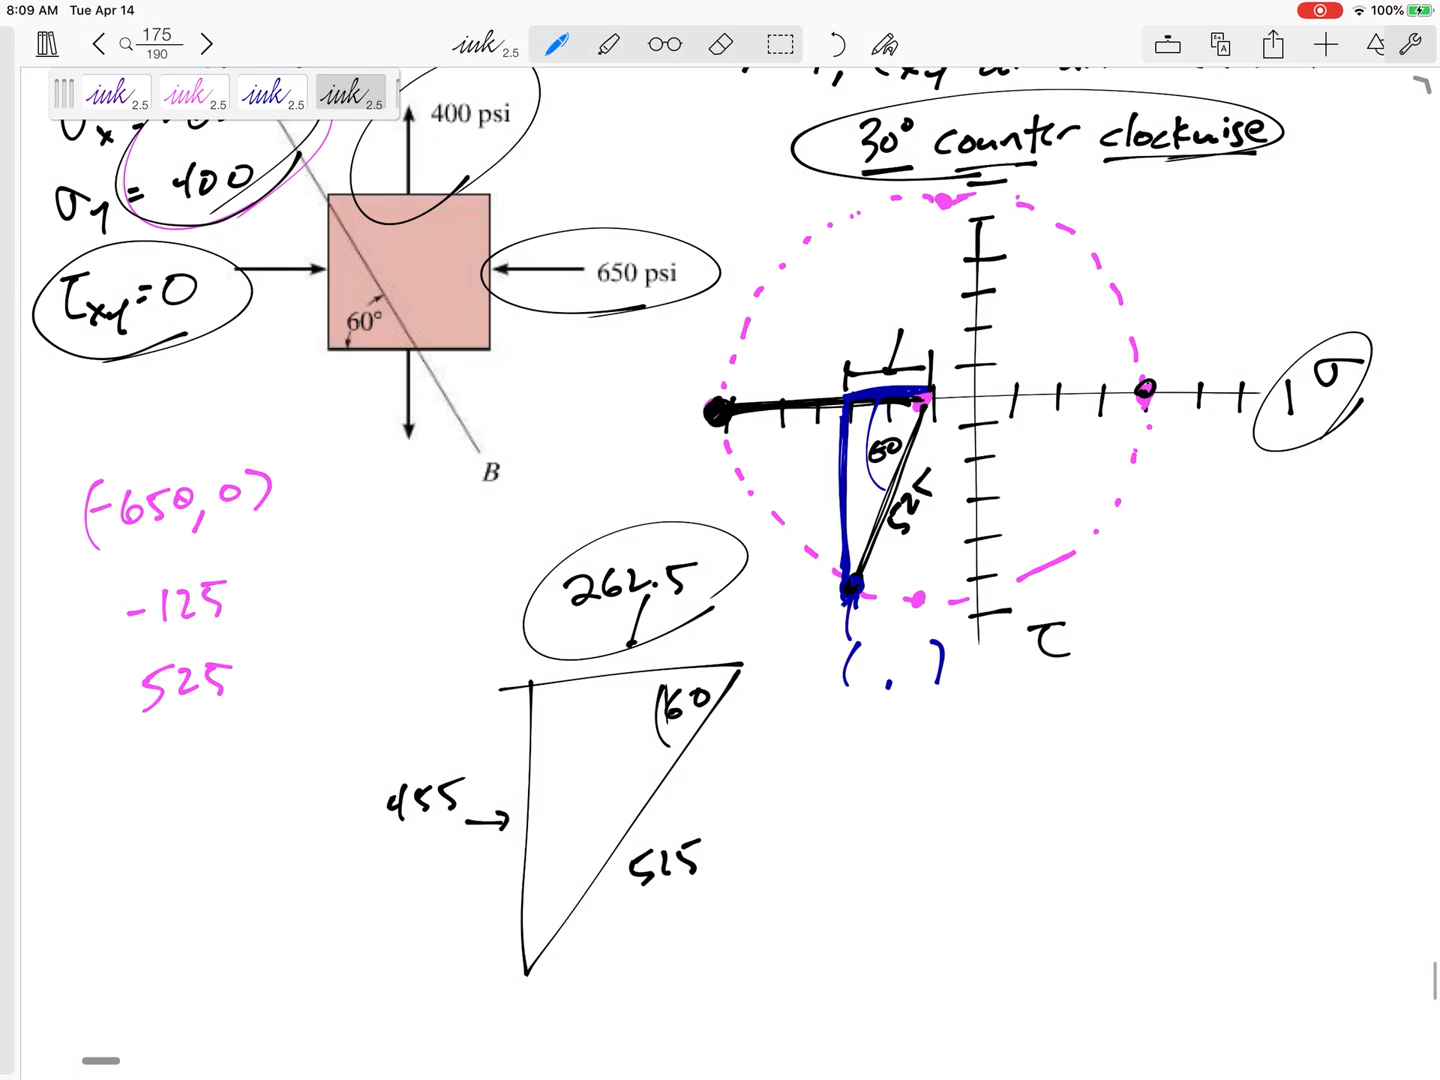 8:09 AM Tue Apr 14
100%
175
190
ink 2.5
ink 2.5
ink 2.5
ink 2.5
ink 2.5
τxy
30° counter clockwise
400 psi
σx =
σy = 400
τxy = 0
650 psi
60°
B
σ
60
525
τ
( , )
(-650, 0)
-125
525
262.5
60
455
525